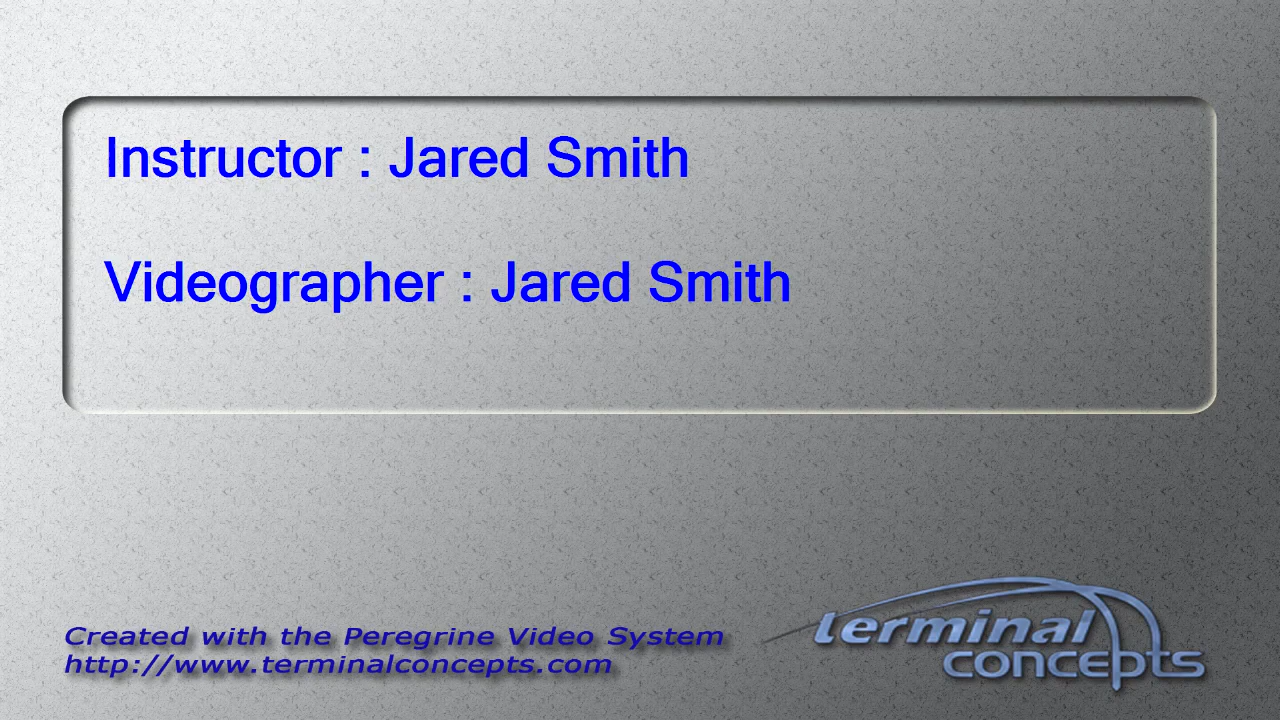 Instructor : Jared Smith
Videographer : Jared Smith
Created with the Peregrine Video System
http://www.terminalconcepts.com
terminal
concepts